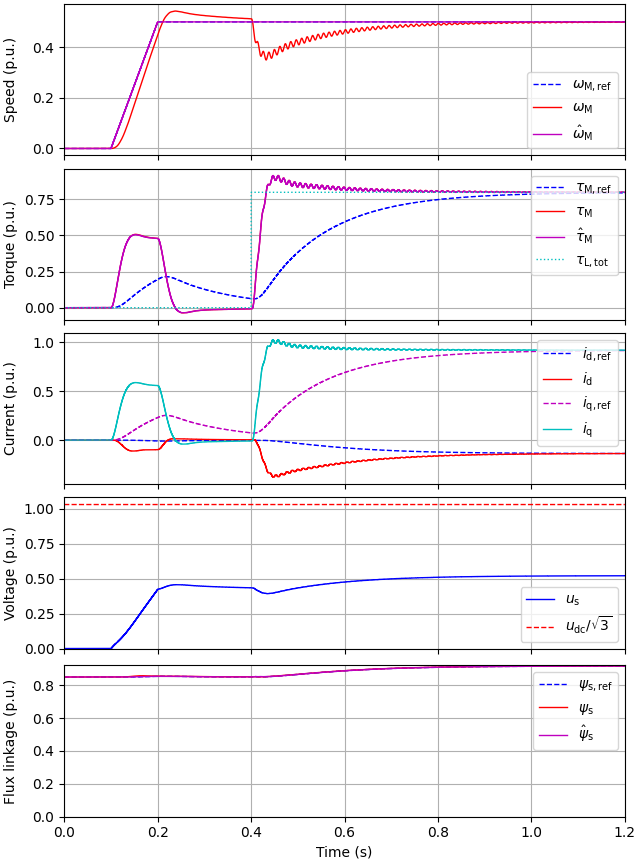 0.4
0.2
0.0
Speed (p.u.)
ω_M,ref
ω_M
ω̂_M
0.75
0.50
0.25
0.00
Torque (p.u.)
τ_M,ref
τ_M
τ̂_M
τ_L,tot
1.0
0.5
0.0
Current (p.u.)
i_d,ref
i_d
i_q,ref
i_q
1.00
0.75
0.50
0.25
0.00
Voltage (p.u.)
u_s
u_dc/√3
0.8
0.6
0.4
0.2
0.0
Flux linkage (p.u.)
ψ_s,ref
ψ_s
ψ̂_s
0.0 0.2 0.4 0.6 0.8 1.0 1.2
Time (s)